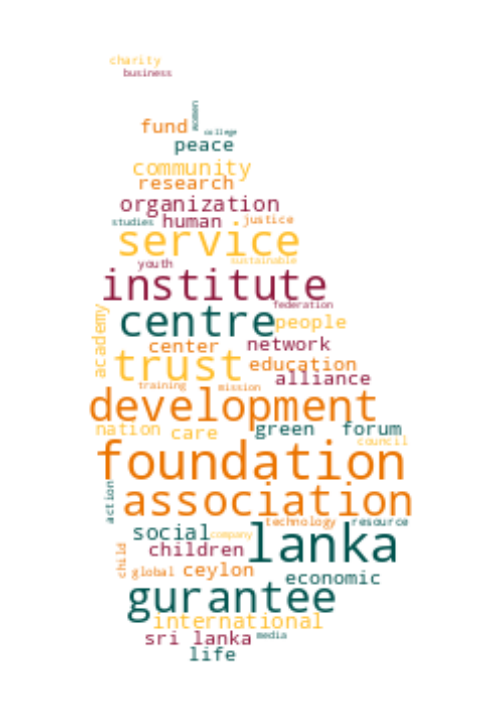 charity
business
women
fund
college
peace
community
research
organization
studies human justice
service
youth sustainable
institute
federation
centre people
academy
center network
trust education
alliance
training mission
development
nation care green forum
council
foundation
action
association
technology resource
social company lanka
children
child
global ceylon economic
gurantee
international
sri lanka media
life